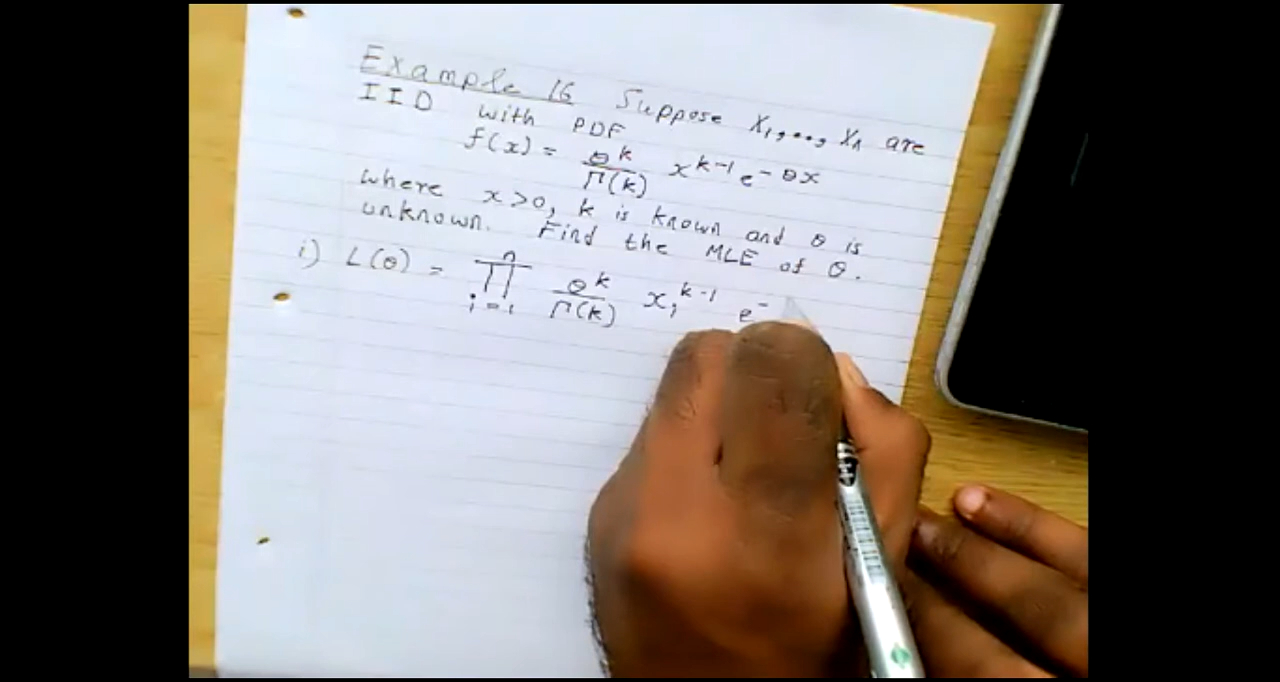 Example 16 Suppose X₁,..., Xₙ are
IID with PDF
f(x) = θ^k/Γ(k) x^(k-1) e^(-θx)
where x>0, k is known and θ is
unknown. Find the MLE of θ.
i) L(θ) = ∏_(i=1)^n θ^k/Γ(k) x_i^(k-1) e^-